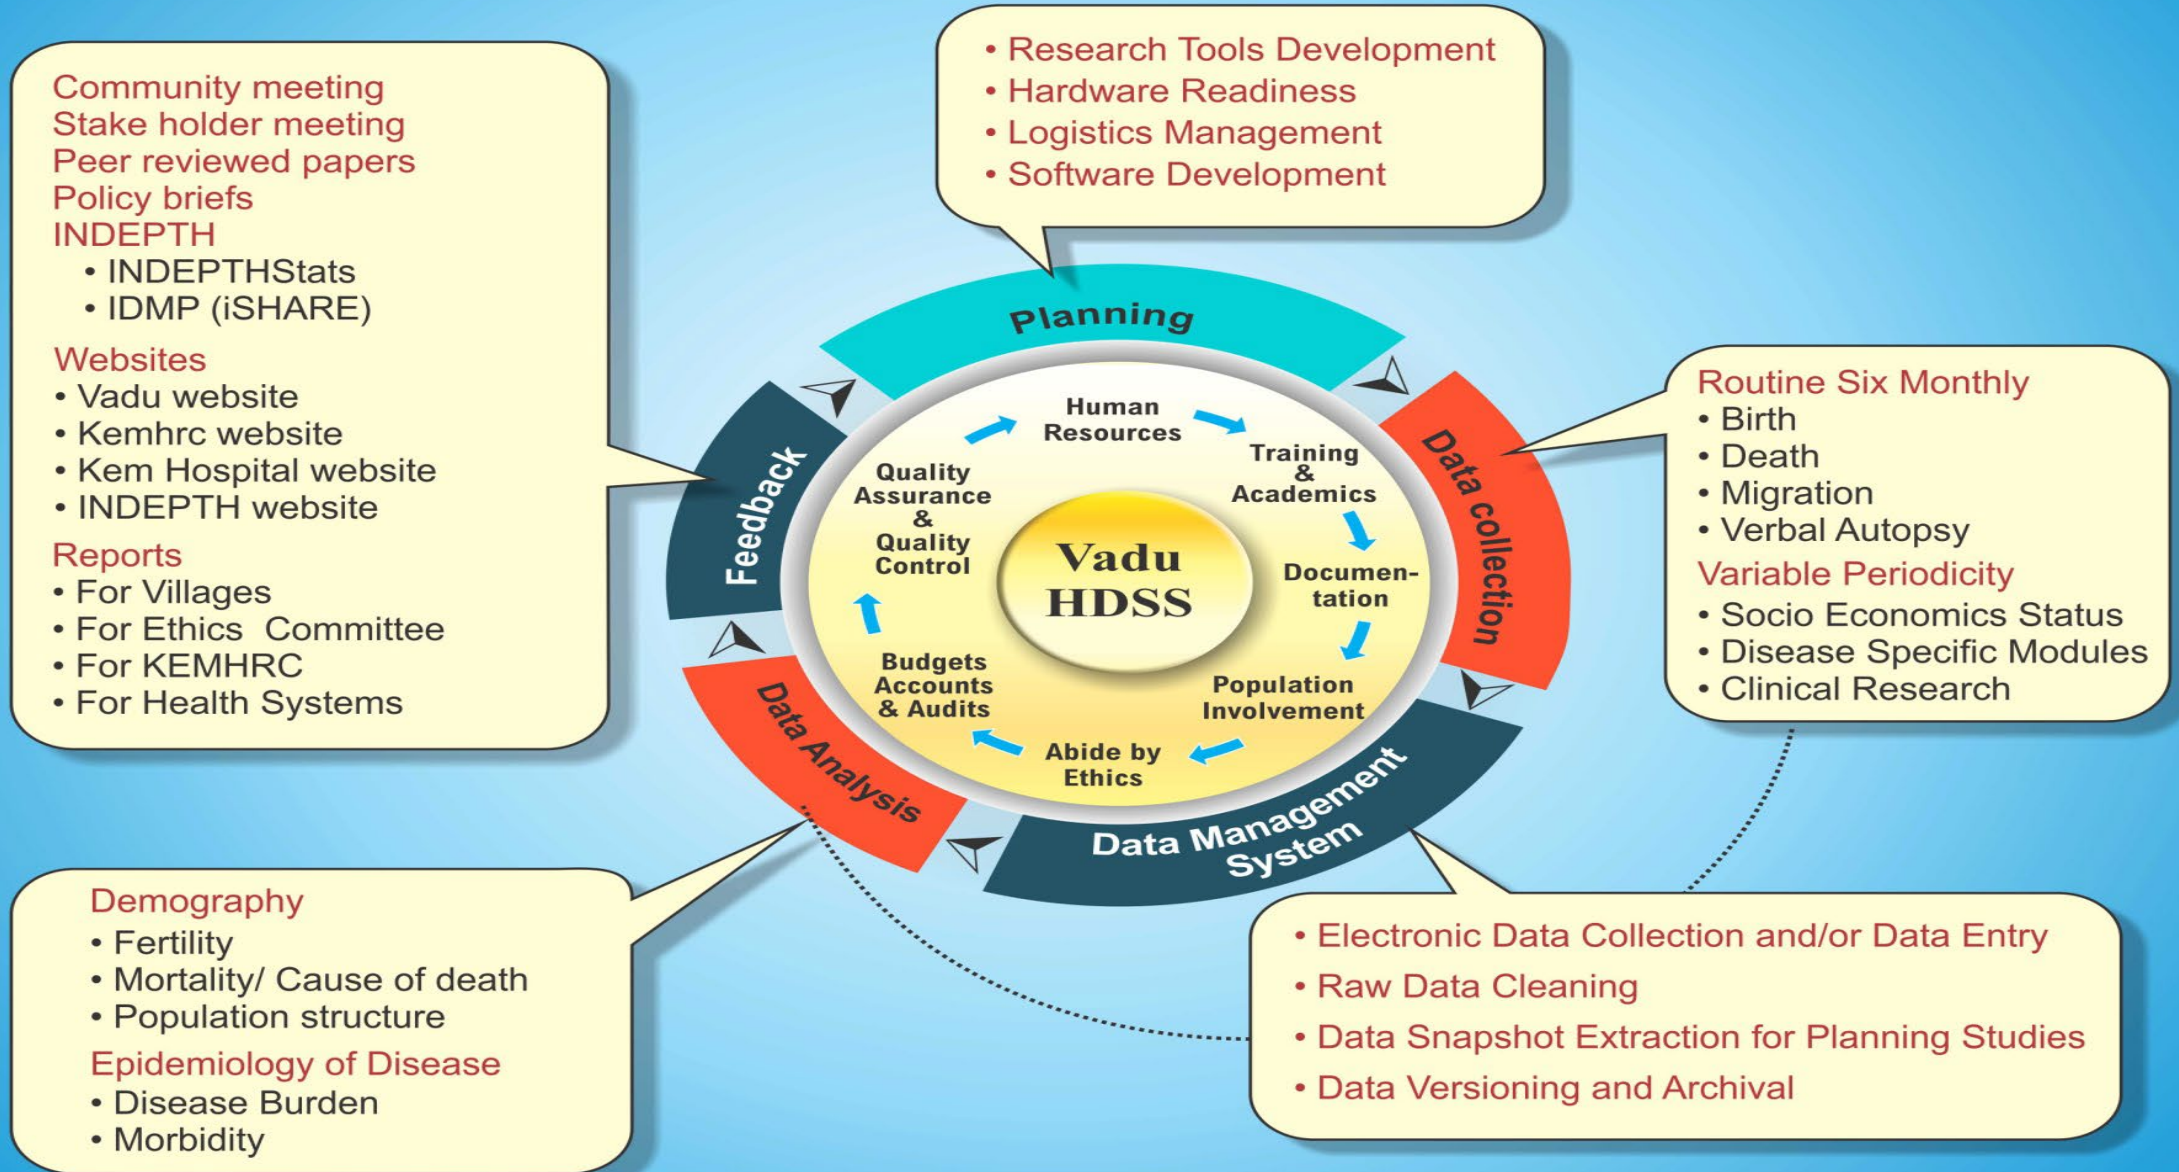 Community meeting
Stake holder meeting
Peer reviewed papers
Policy briefs
INDEPTH
• INDEPTHStats
• IDMP (iSHARE)
Websites
• Vadu website
• Kemhrc website
• Kem Hospital website
• INDEPTH website
Reports
• For Villages
• For Ethics Committee
• For KEMHRC
• For Health Systems
• Research Tools Development
• Hardware Readiness
• Logistics Management
• Software Development
Routine Six Monthly
• Birth
• Death
• Migration
• Verbal Autopsy
Variable Periodicity
• Socio Economics Status
• Disease Specific Modules
• Clinical Research
Planning
Data collection
Data Management
System
Data Analysis
Feedback
Human
Resources
Training
&
Academics
Documen-
tation
Population
Involvement
Abide by
Ethics
Budgets
Accounts
& Audits
Quality
Assurance
&
Quality
Control
Vadu
HDSS
Demography
• Fertility
• Mortality/ Cause of death
• Population structure
Epidemiology of Disease
• Disease Burden
• Morbidity
• Electronic Data Collection and/or Data Entry
• Raw Data Cleaning
• Data Snapshot Extraction for Planning Studies
• Data Versioning and Archival